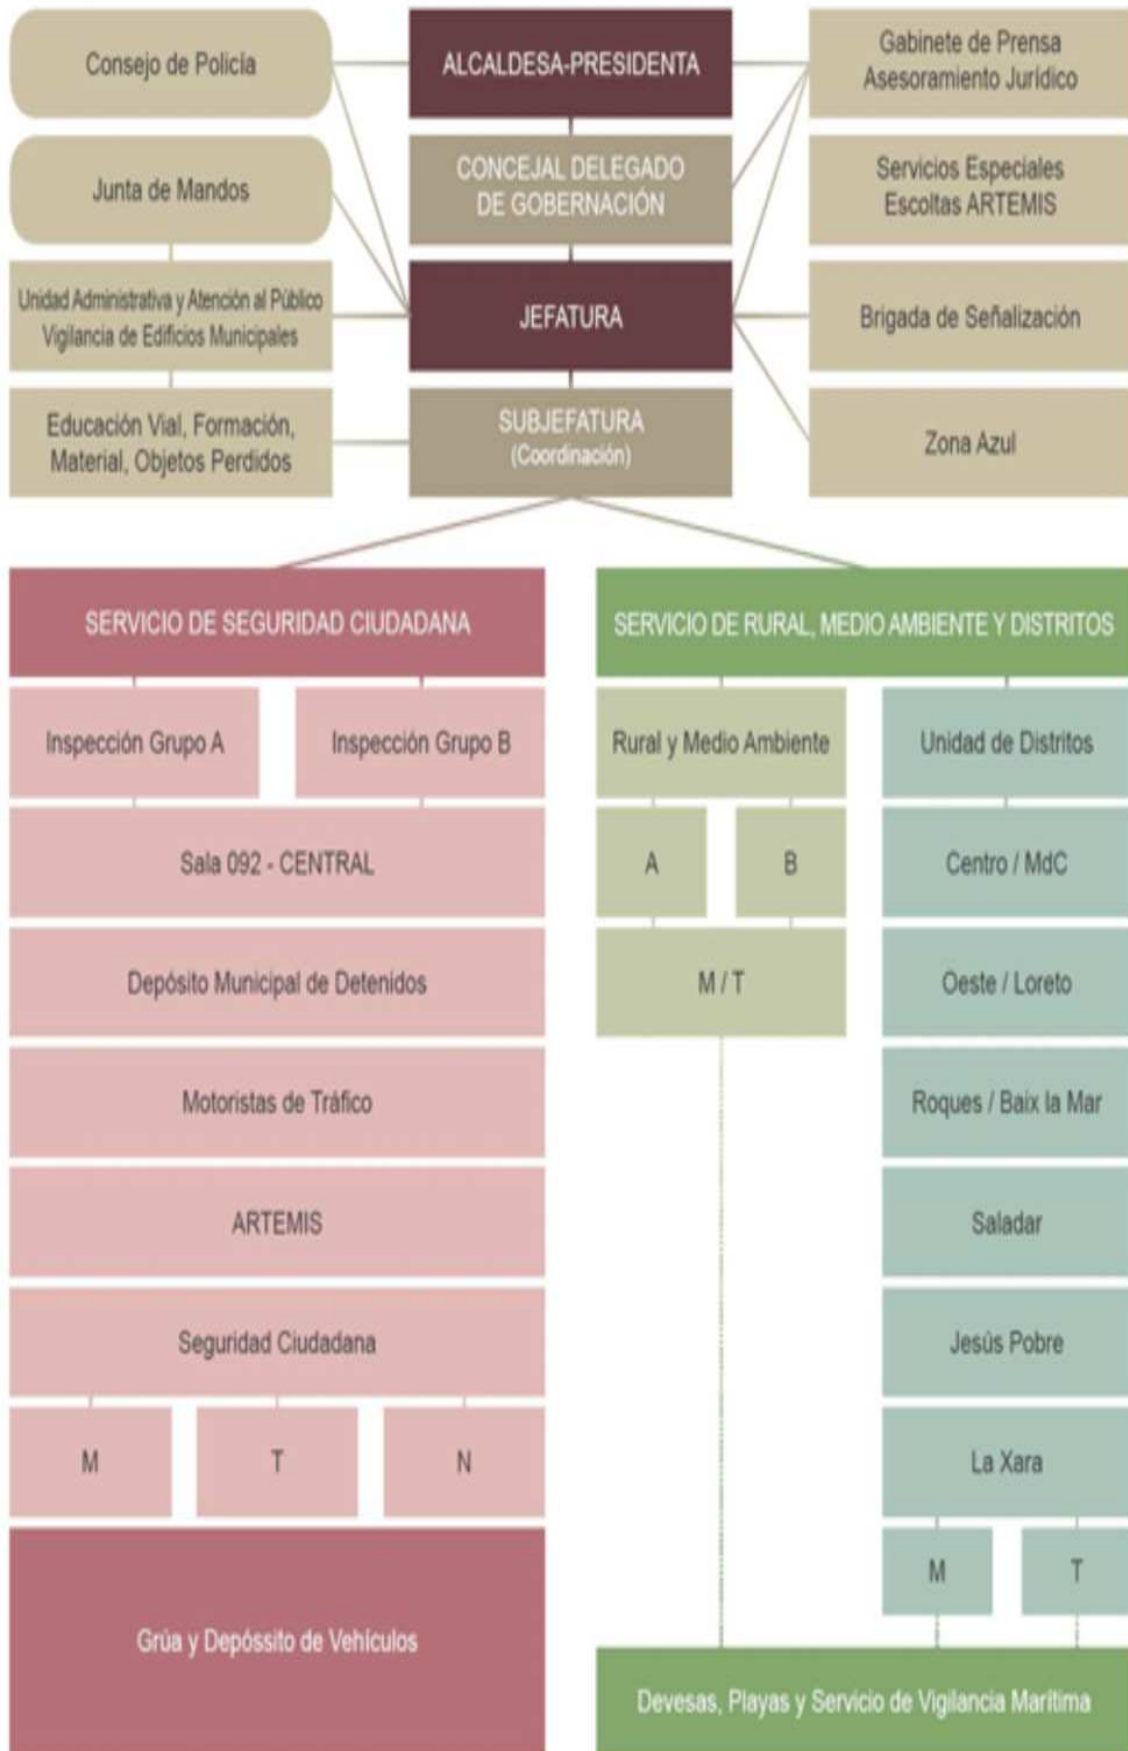 Consejo de Policía
ALCALDESA-PRESIDENTA
Gabinete de Prensa
Asesoramiento Jurídico
Junta de Mandos
CONCEJAL DELEGADO
DE GOBERNACIÓN
Servicios Especiales
Escoltas ARTEMIS
Unidad Administrativa y Atención al Público
Vigilancia de Edificios Municipales
JEFATURA
Brigada de Señalización
Educación Vial, Formación,
Material, Objetos Perdidos
SUBJEFATURA
(Coordinación)
Zona Azul
SERVICIO DE SEGURIDAD CIUDADANA
Inspección Grupo A
Inspección Grupo B
Sala 092 - CENTRAL
Depósito Municipal de Detenidos
Motoristas de Tráfico
ARTEMIS
Seguridad Ciudadana
M
T
N
Grúa y Depóssito de Vehículos
SERVICIO DE RURAL, MEDIO AMBIENTE Y DISTRITOS
Rural y Medio Ambiente
A
B
M / T
Unidad de Distritos
Centro / MdC
Oeste / Loreto
Roques / Baix la Mar
Saladar
Jesús Pobre
La Xara
M
T
Devesas, Playas y Servicio de Vigilancia Marítima